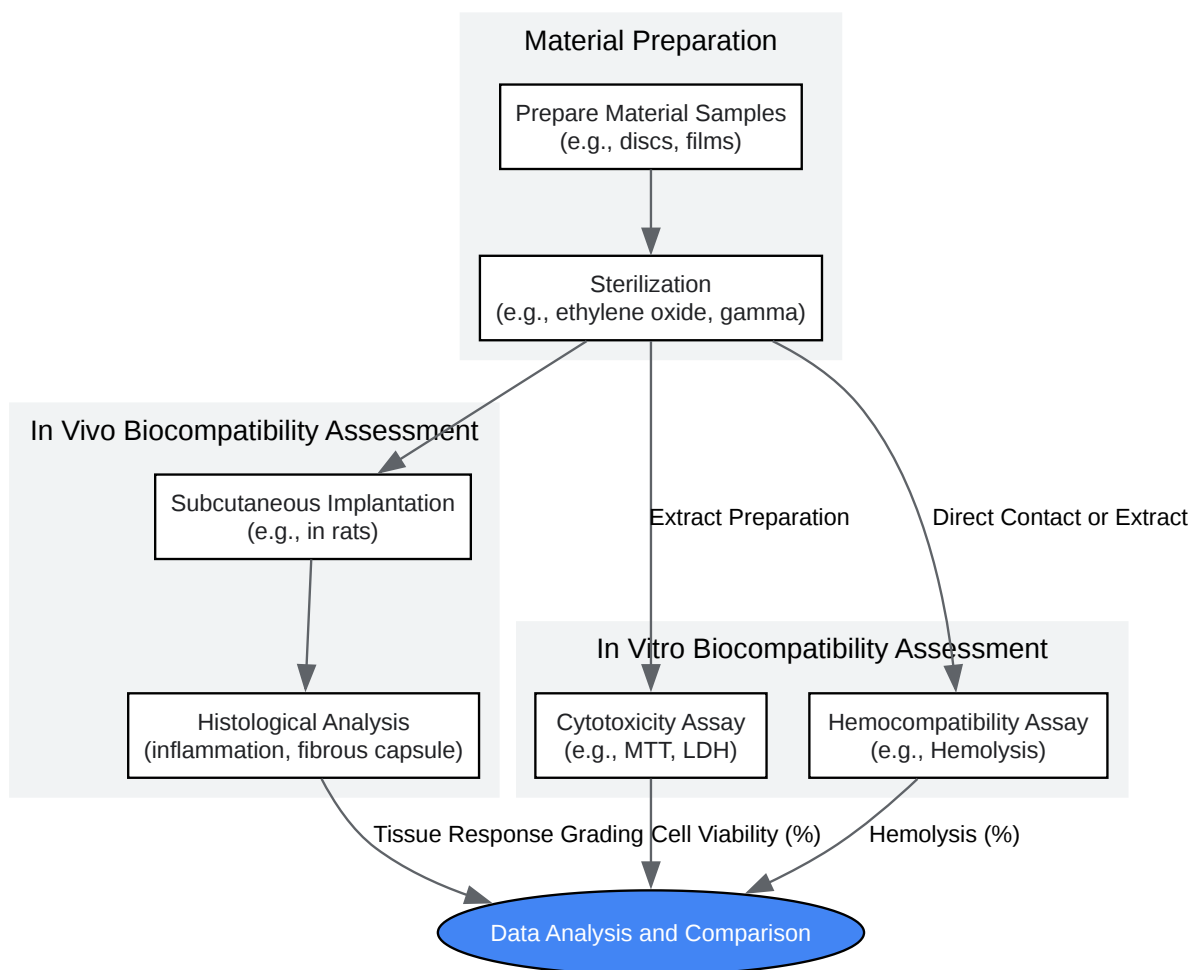 Material Preparation
Prepare Material Samples
(e.g., discs, films)
Sterilization
(e.g., ethylene oxide, gamma)
In Vivo Biocompatibility Assessment
Subcutaneous Implantation
(e.g., in rats)
Extract Preparation
Direct Contact or Extract
In Vitro Biocompatibility Assessment
Histological Analysis
(inflammation, fibrous capsule)
Cytotoxicity Assay
(e.g., MTT, LDH)
Hemocompatibility Assay
(e.g., Hemolysis)
Tissue Response Grading
Cell Viability (%)
Hemolysis (%)
Data Analysis and Comparison